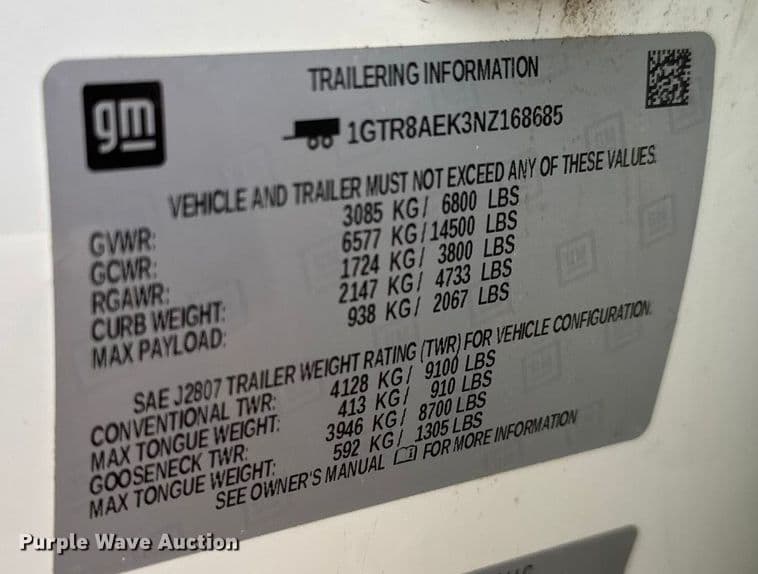 gm
TRAILERING INFORMATION
1GTR8AEK3NZ168685
VEHICLE AND TRAILER MUST NOT EXCEED ANY OF THESE VALUES.
GVWR: 3085 KG/ 6800 LBS
GCWR: 6577 KG/14500 LBS
RGAWR: 1724 KG/ 3800 LBS
CURB WEIGHT: 2147 KG/ 4733 LBS
MAX PAYLOAD: 938 KG/ 2067 LBS
SAE J2807 TRAILER WEIGHT RATING (TWR) FOR VEHICLE CONFIGURATION.
CONVENTIONAL TWR: 4128 KG/ 9100 LBS
MAX TONGUE WEIGHT: 413 KG/ 910 LBS
GOOSENECK TWR: 3946 KG/ 8700 LBS
MAX TONGUE WEIGHT: 592 KG/ 1305 LBS
SEE OWNER'S MANUAL FOR MORE INFORMATION
Purple Wave Auction